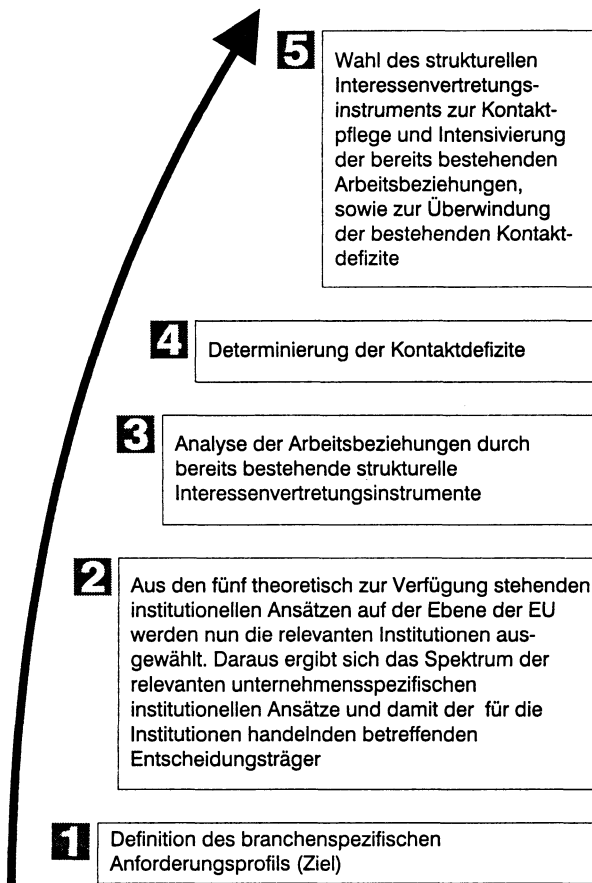 5
Wahl des strukturellen
Interessenvertretungs-
instruments zur Kontakt-
pflege und Intensivierung
der bereits bestehenden
Arbeitsbeziehungen,
sowie zur Überwindung
der bestehenden Kontakt-
defizite
4
Determinierung der Kontaktdefizite
3
Analyse der Arbeitsbeziehungen durch
bereits bestehende strukturelle
Interessenvertretungsinstrumente
2
Aus den fünf theoretisch zur Verfügung stehenden
institutionellen Ansätzen auf der Ebene der EU
werden nun die relevanten Institutionen aus-
gewählt. Daraus ergibt sich das Spektrum der
relevanten unternehmensspezifischen
institutionellen Ansätze und damit der für die
Institutionen handelnden betreffenden
Entscheidungsträger
1
Definition des branchenspezifischen
Anforderungsprofils (Ziel)